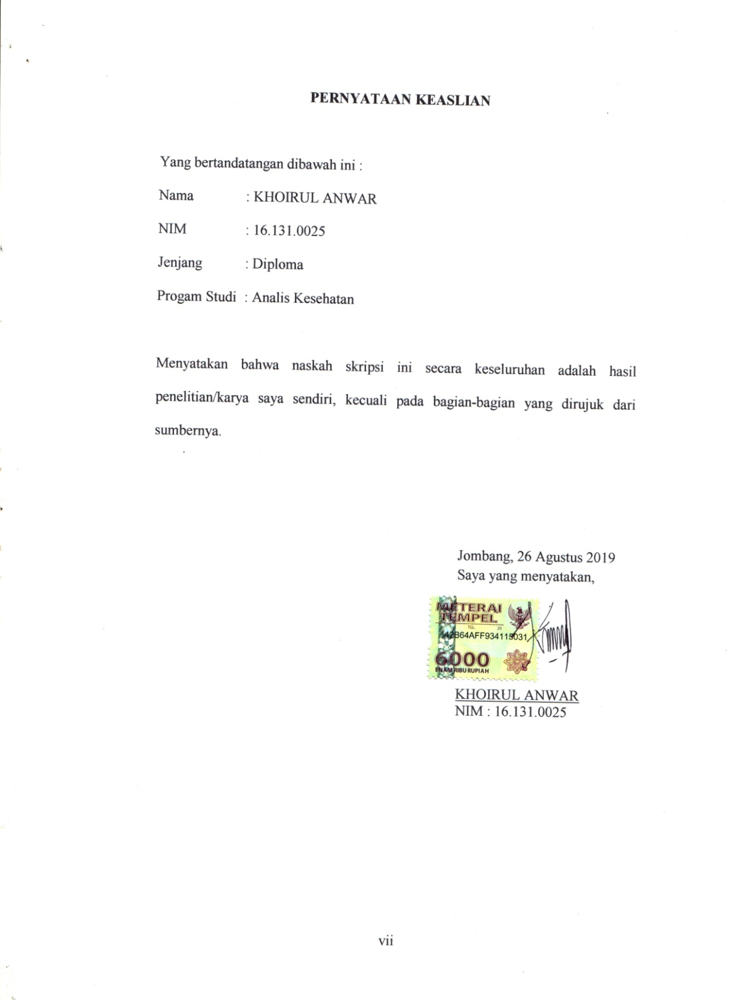 PERNYATAAN KEASLIAN
Yang bertandatangan dibawah ini :
Nama : KHOIRUL ANWAR
NIM : 16.131.0025
Jenjang : Diploma
Progam Studi : Analis Kesehatan
Menyatakan bahwa naskah skripsi ini secara keseluruhan adalah hasil
penelitian/karya saya sendiri, kecuali pada bagian-bagian yang dirujuk dari
sumbernya.
Jombang, 26 Agustus 2019
Saya yang menyatakan,
METERAI
TEMPEL
TGL. 20
6000
ENAM RIBU RUPIAH
KHOIRUL ANWAR
NIM : 16.131.0025
vii